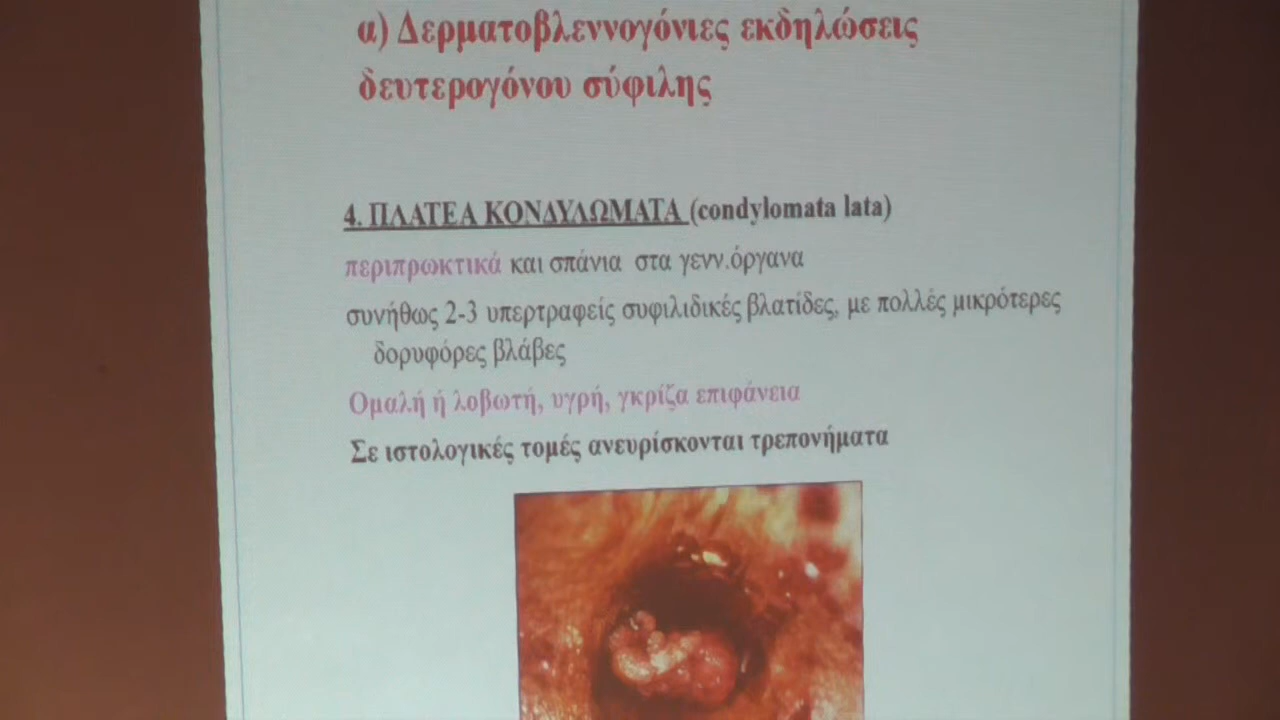 α) Δερματοβλεννογόνιες εκδηλώσεις
δευτερογόνου σύφιλης
4. ΠΛΑΤΕΑ ΚΟΝΔΥΛΩΜΑΤΑ (condylomata lata)
περιπρωκτικά και σπάνια στα γενν.όργανα
συνήθως 2-3 υπερτραφείς συφιλιδικές βλατίδες, με πολλές μικρότερες
δορυφόρες βλάβες
Ομαλή ή λοβωτή, υγρή, γκρίζα επιφάνεια
Σε ιστολογικές τομές ανευρίσκονται τρεπονήματα